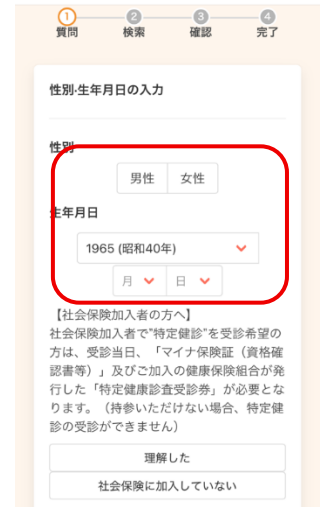 1 2 3 4
質問 検索 確認 完了
性別·生年月日の入力
性別
男性 女性
生年月日
1965 (昭和40年)
月 日
【社会保険加入者の方へ】
社会保険加入者で"特定健診"を受診希望の
方は、受診当日、「マイナ保険証（資格確
認書等）」及びご加入の健康保険組合が発
行した「特定健康診査受診券」が必要とな
ります。（持参いただけない場合、特定健
診の受診ができません）
理解した
社会保険に加入していない